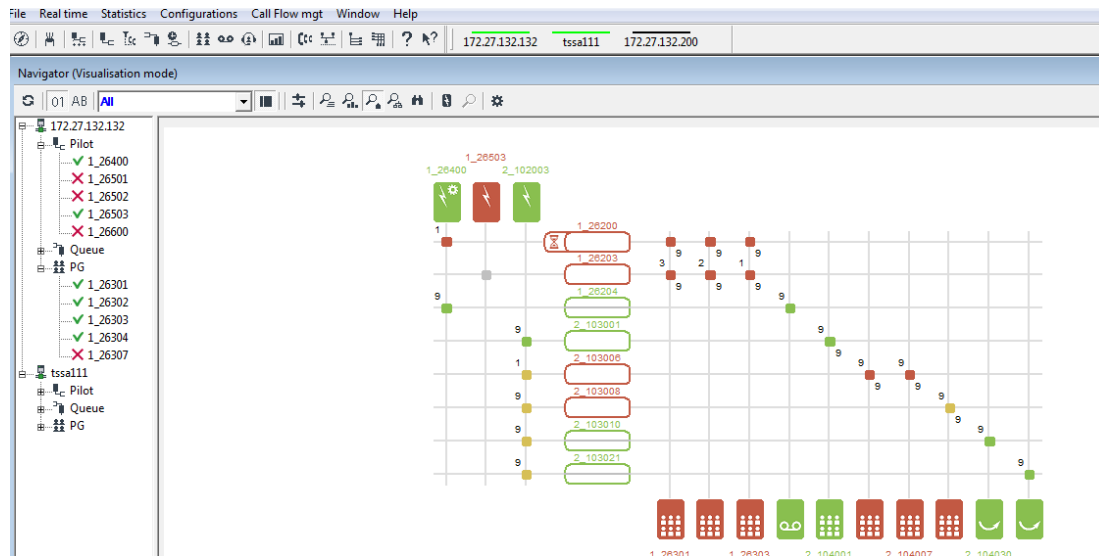 File Real time Statistics Configurations Call Flow mgt Window Help
172.27.132.132 tssa111 172.27.132.200
Navigator (Visualisation mode)
01 AB All
172.27.132.132
Pilot
1_26400
1_26501
1_26502
1_26503
1_26600
Queue
PG
1_26301
1_26302
1_26303
1_26304
1_26307
tssa111
Pilot
Queue
PG
1_26503
1_26400 2_102003
1_26200
1
9 9 9
1_26203
3 2 1
9 9 9
1_26204
9
2_103001
9 9
9
2_103006
1 9 9
9 9
2_103008
9 9
9
2_103010
9 9
9
2_103021
9 9
1_26301 1_26303 2_104001 2_104007 2_104030